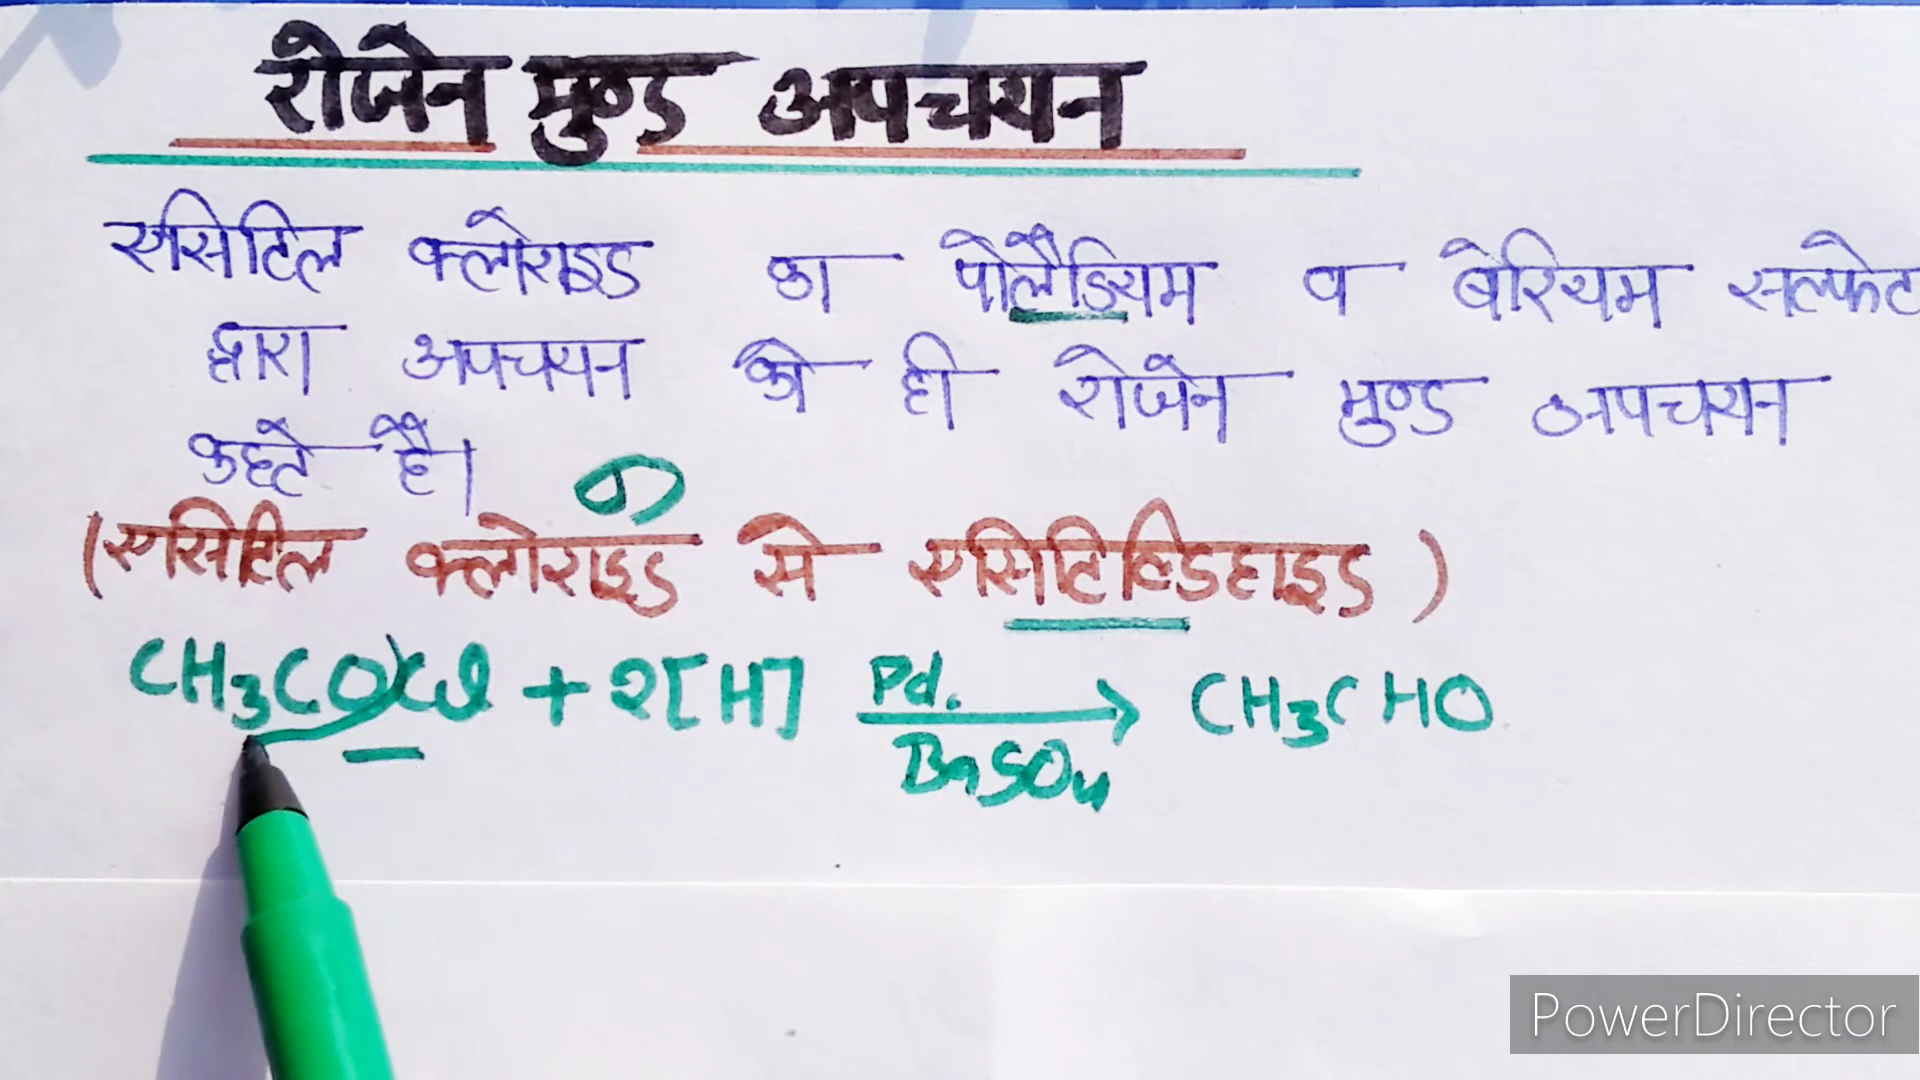 रोजेन मुण्ड अपचयन
एसिटिल क्लोराइड का पोलैडियम व बेरियम सल्फेट
द्वारा अपचयन को ही रोजेन मुण्ड अपचयन
कहते है।
(एसिटिल क्लोराइड से एसिटिल्डिहाइड)
CH3COCl + 2[H] Pd. BaSO4 → CH3CHO
PowerDirector